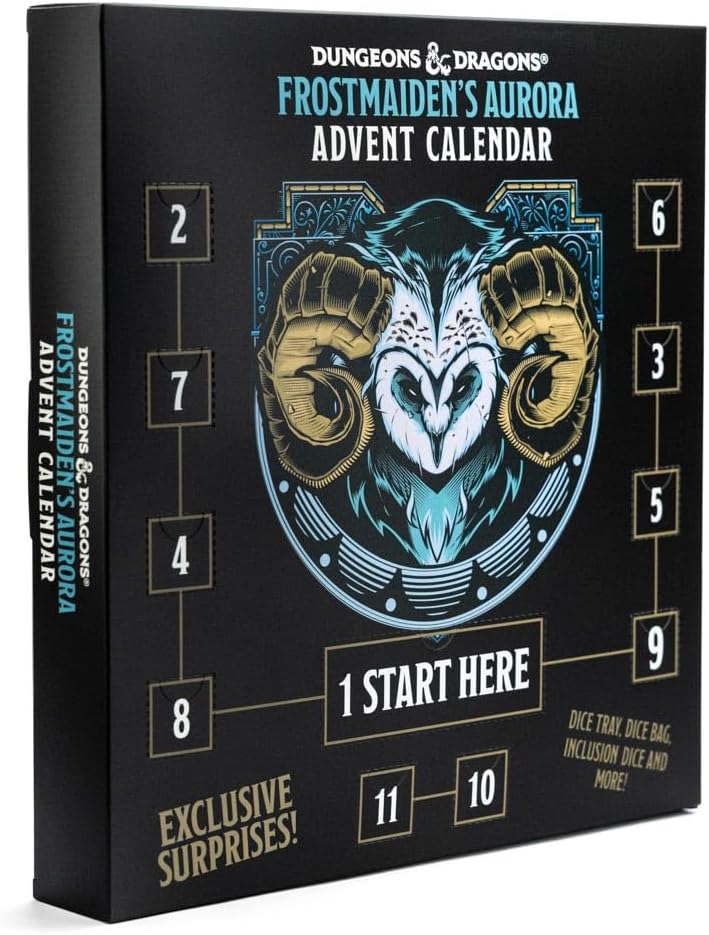 DUNGEONS & DRAGONS®
FROSTMAIDEN'S AURORA
ADVENT CALENDAR
2
6
7
3
4
5
8
1 START HERE
9
11
10
EXCLUSIVE
SURPRISES!
DICE TRAY, DICE BAG,
INCLUSION DICE AND
MORE!
DUNGEONS & DRAGONS®
FROSTMAIDEN'S AURORA
ADVENT CALENDAR